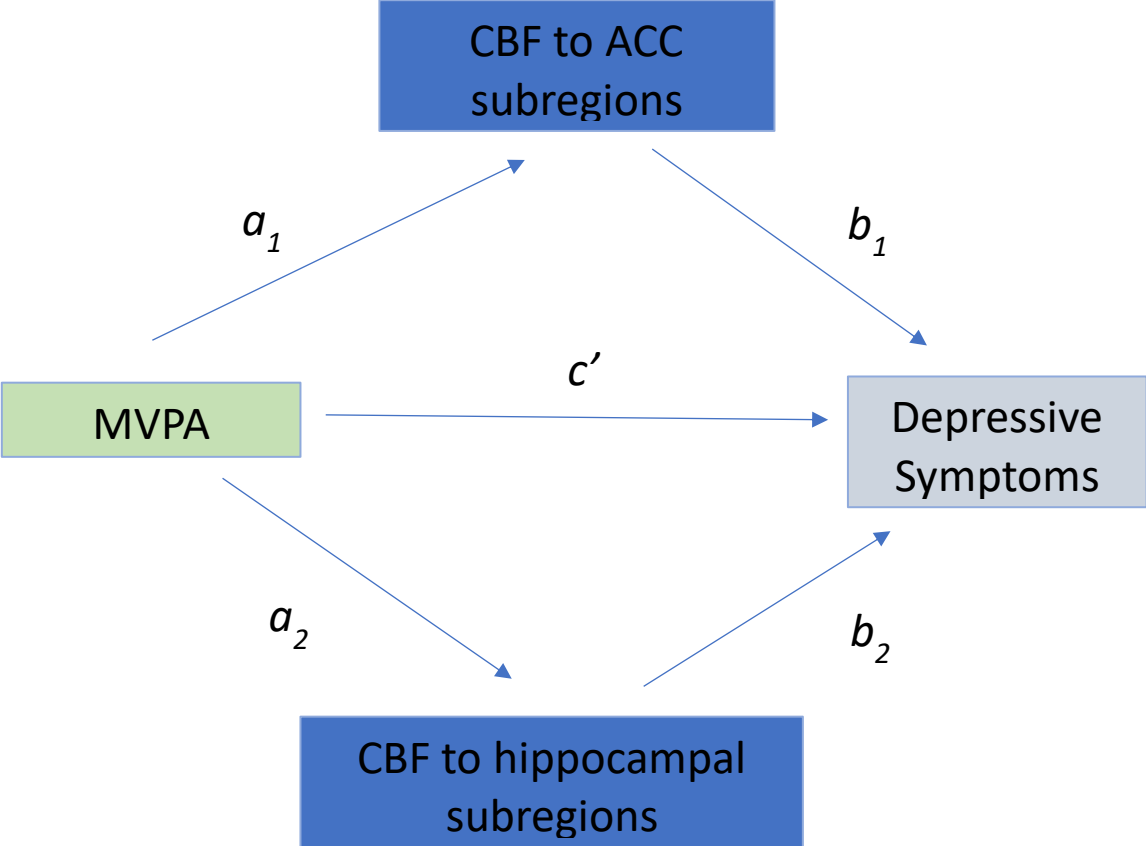 CBF to ACC
subregions
a₁
b₁
c’
MVPA
Depressive
Symptoms
a₂
b₂
CBF to hippocampal
subregions